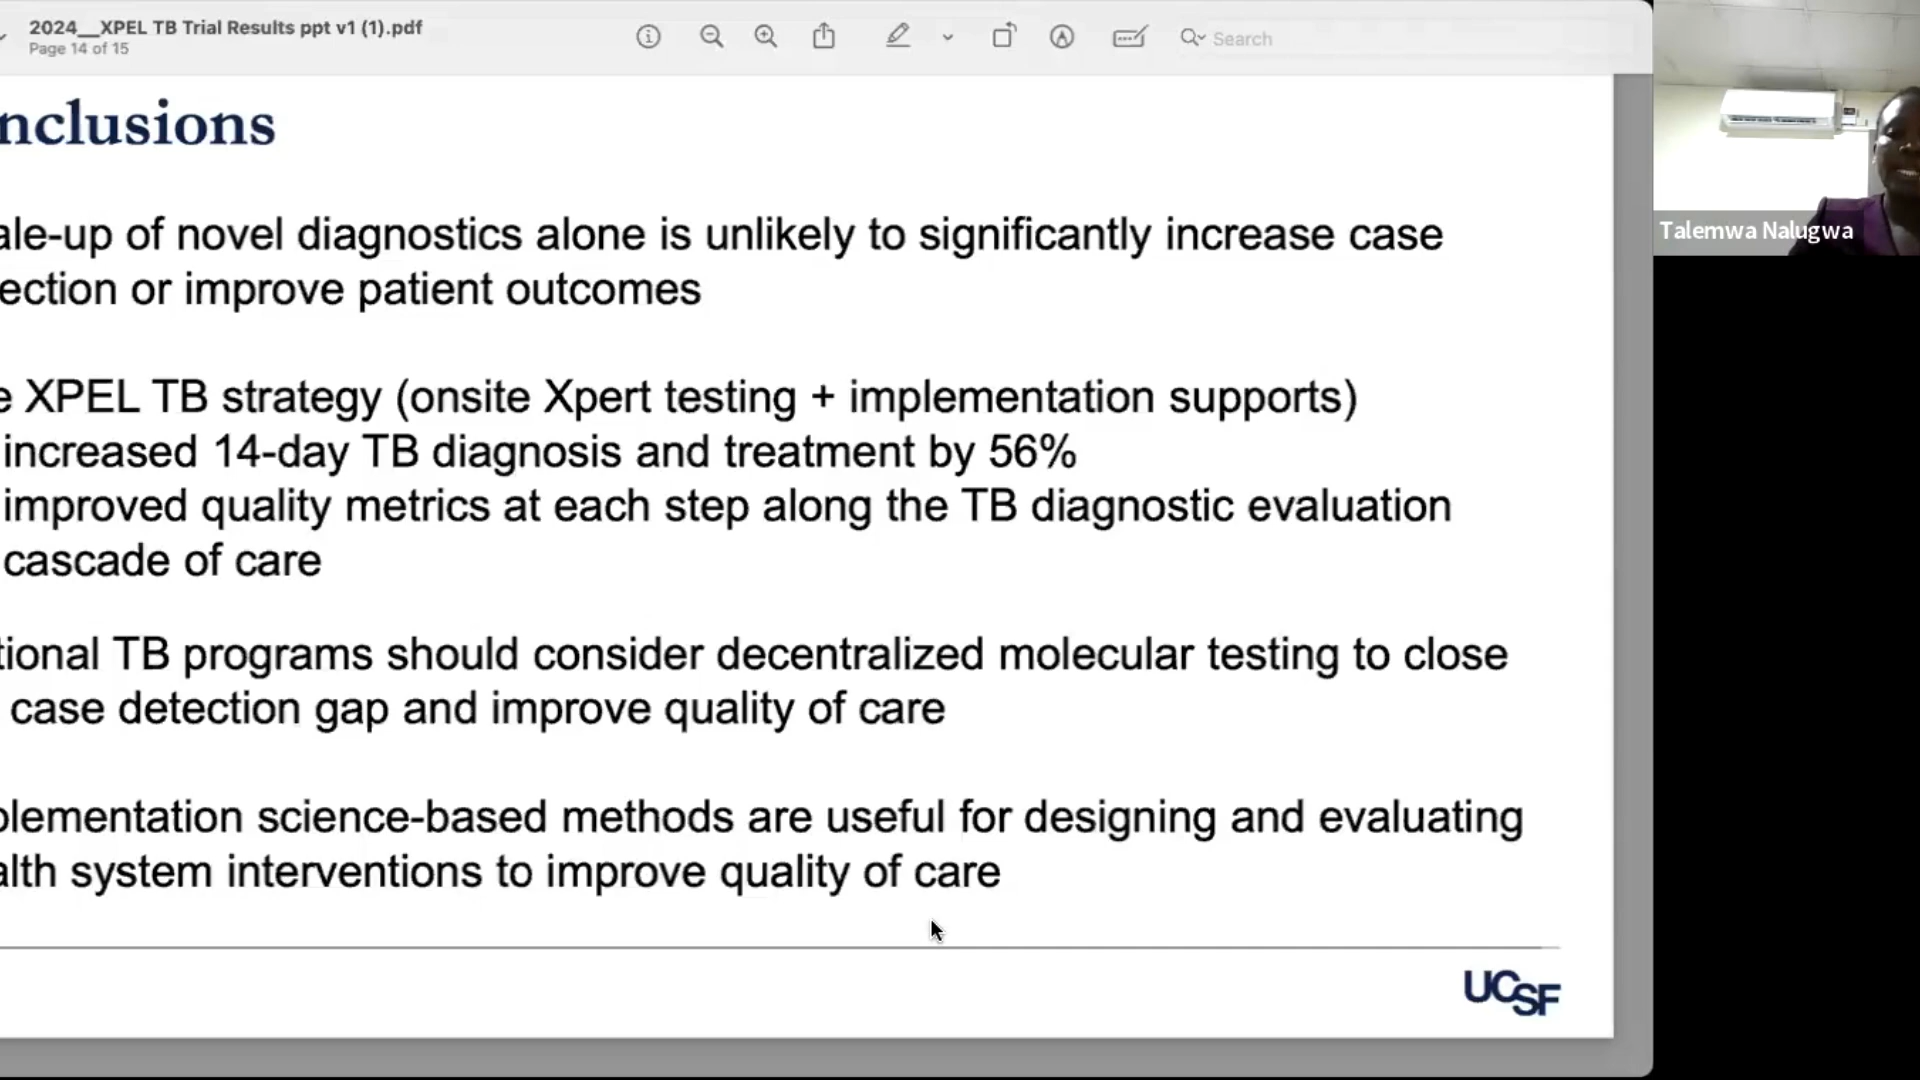 2024__XPEL TB Trial Results ppt v1 (1).pdf
Page 14 of 15
Search
nclusions
ale-up of novel diagnostics alone is unlikely to significantly increase case
ection or improve patient outcomes
e XPEL TB strategy (onsite Xpert testing + implementation supports)
increased 14-day TB diagnosis and treatment by 56%
improved quality metrics at each step along the TB diagnostic evaluation
cascade of care
tional TB programs should consider decentralized molecular testing to close
case detection gap and improve quality of care
plementation science-based methods are useful for designing and evaluating
alth system interventions to improve quality of care
UCSF
Talemwa Nalugwa